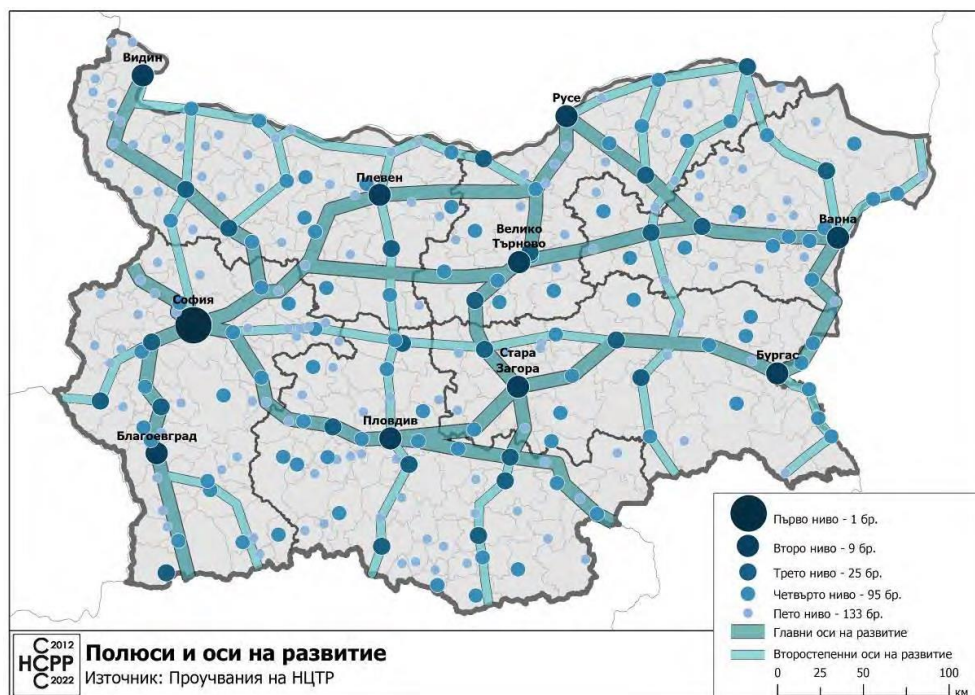 Видин
Русе
Плевен
Варна
Велико
Търново
София
Стара
Загора
Бургас
Пловдив
Благоевград
Първо ниво - 1 бр.
Второ ниво - 9 бр.
Трето ниво - 25 бр.
Четвърто ниво - 95 бр.
Пето ниво - 133 бр.
Главни оси на развитие
Второстепенни оси на развитие
0 25 50 100
км
С 2012
НСРР
С 2022
Полюси и оси на развитие
Източник: Проучвания на НЦТР